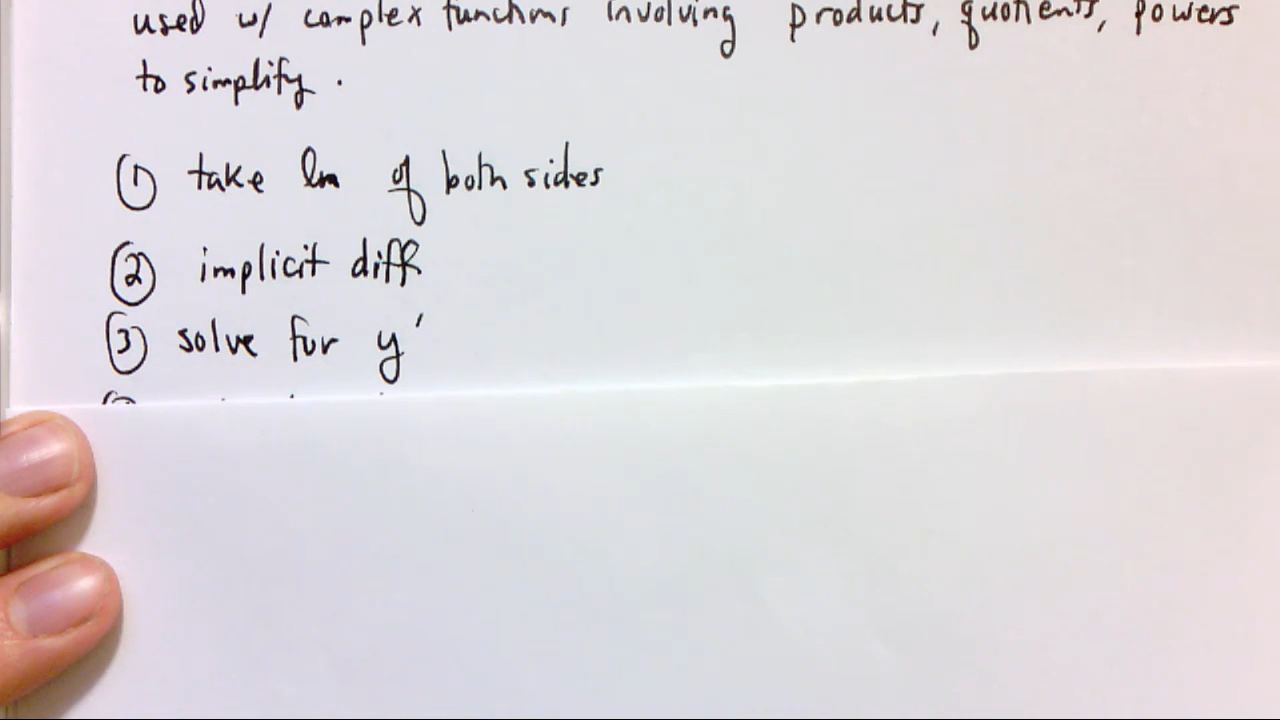 used w/ complex functions involving products, quotients, powers
to simplify.
① take ln of both sides
② implicit diff
③ solve for y'